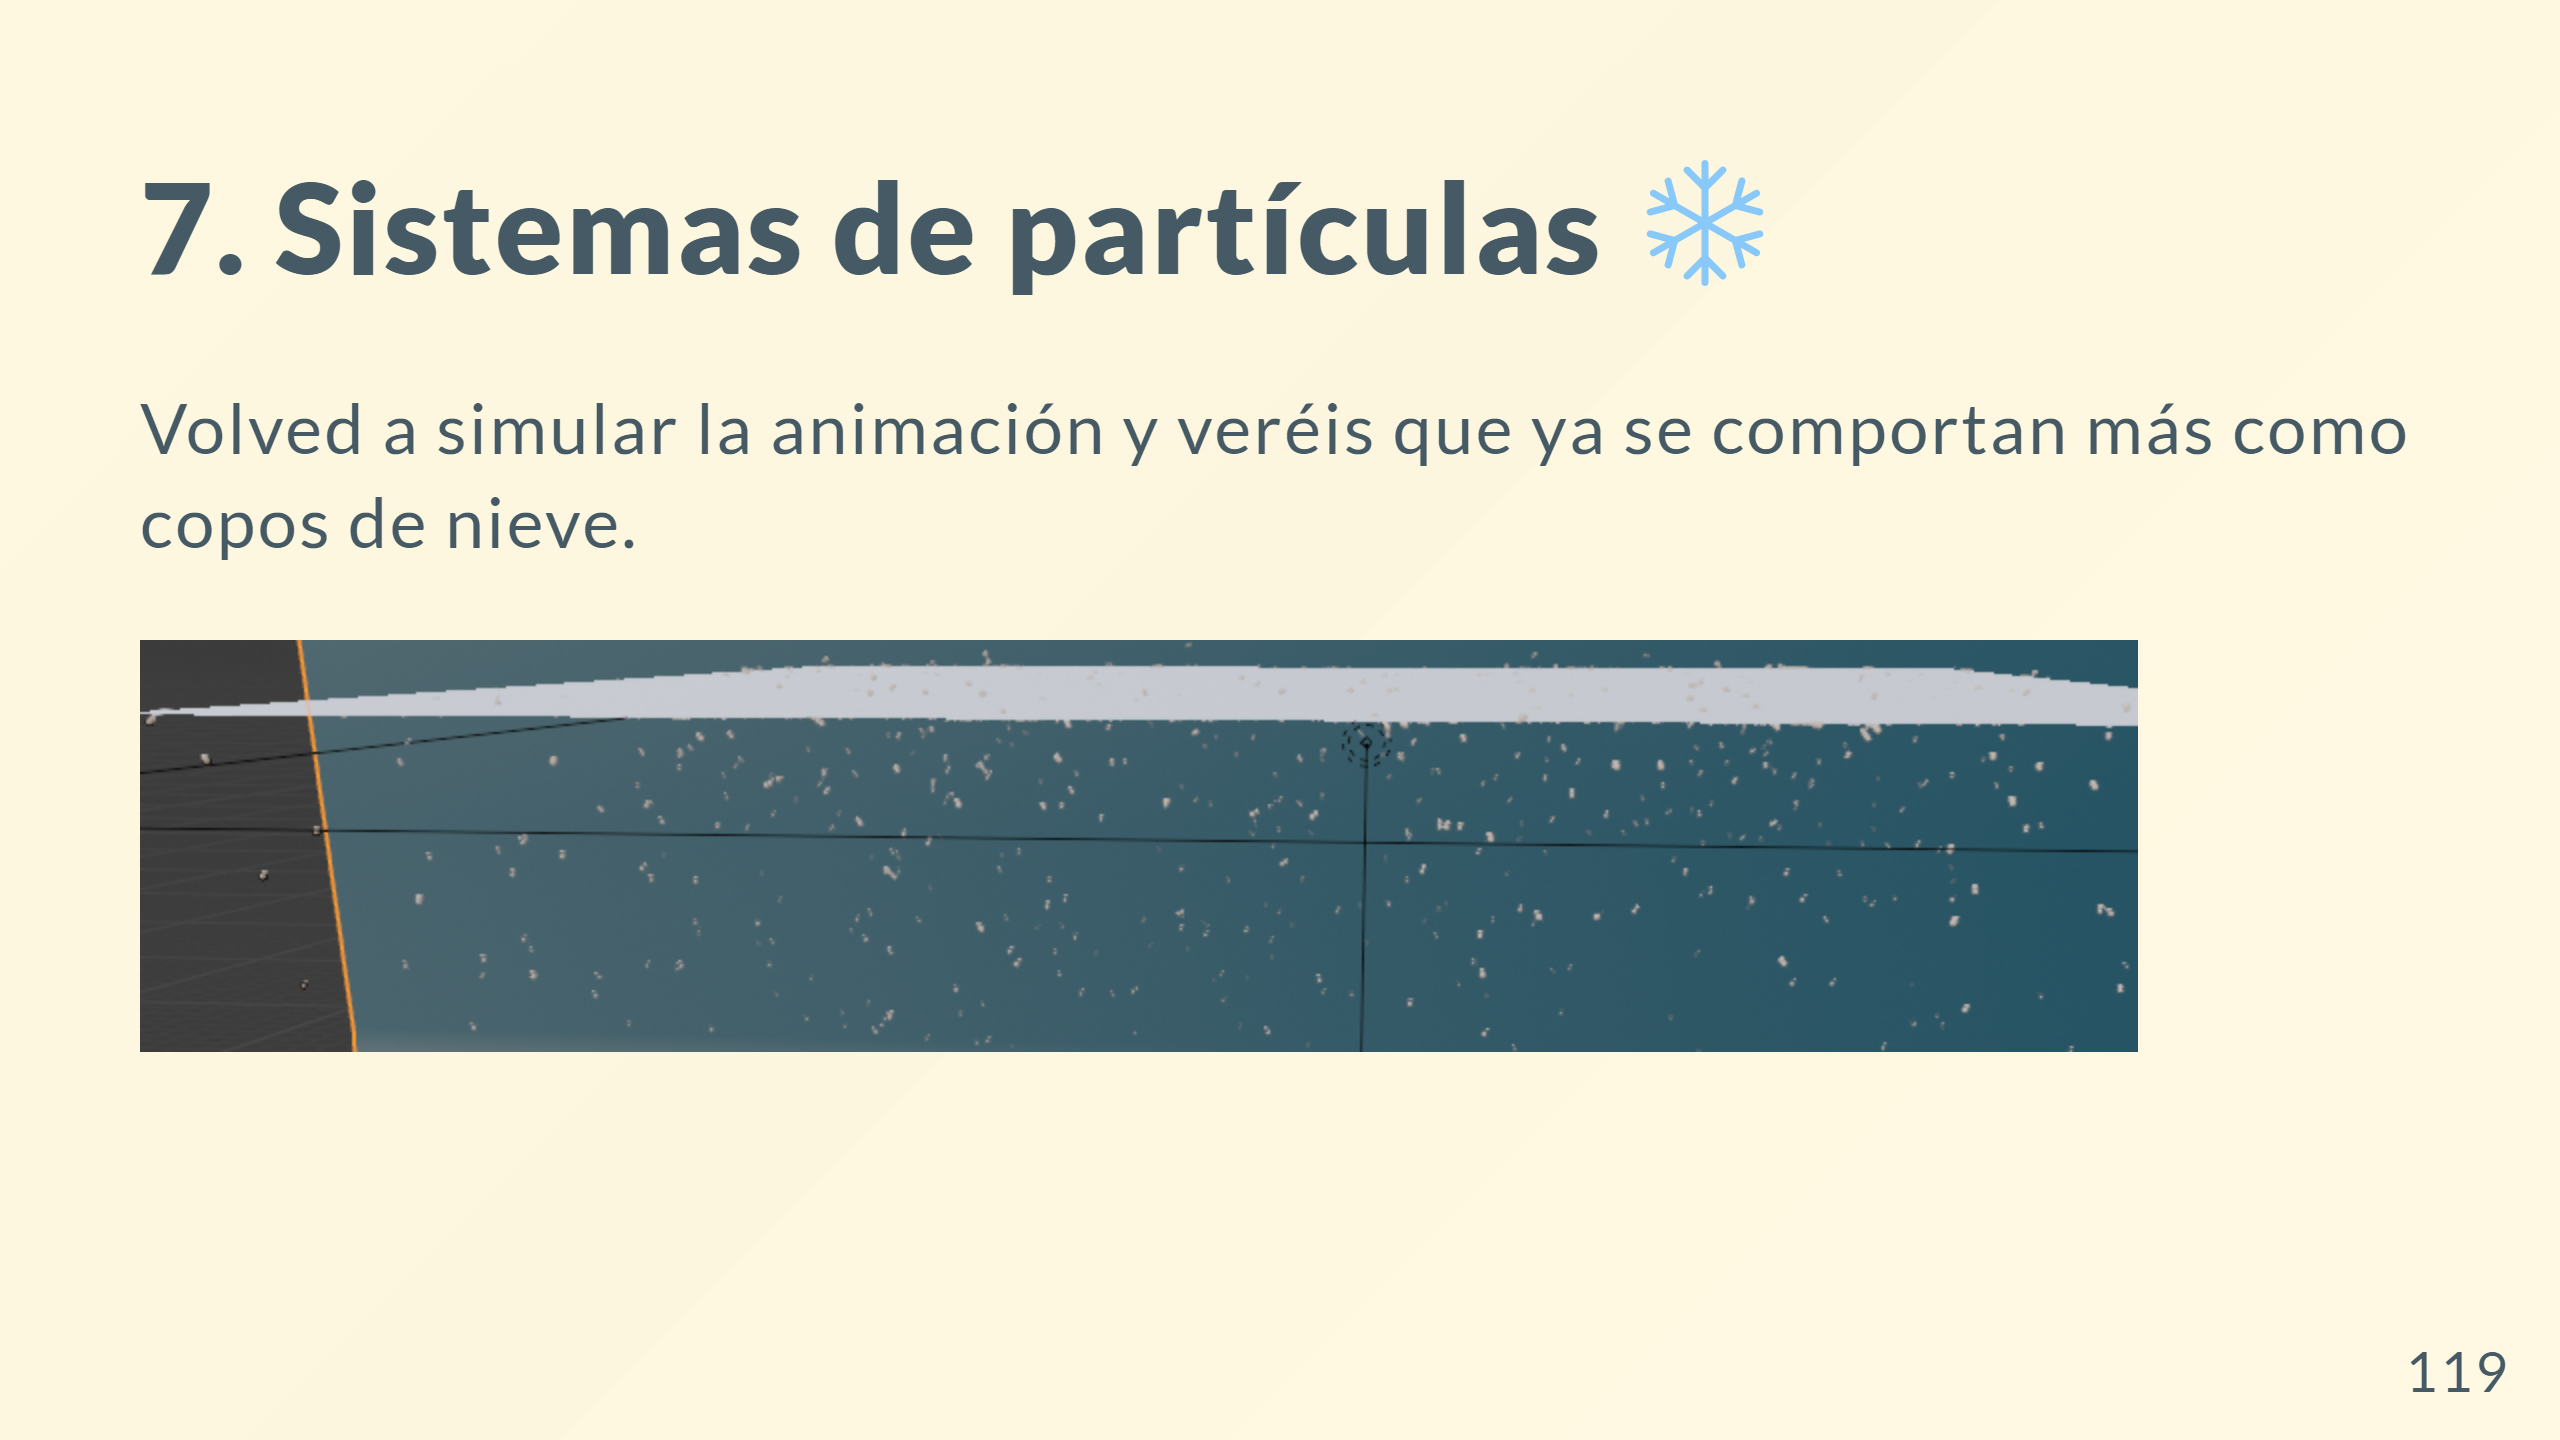 7. Sistemas de partículas ❄
Volved a simular la animación y veréis que ya se comportan más como
copos de nieve.
119